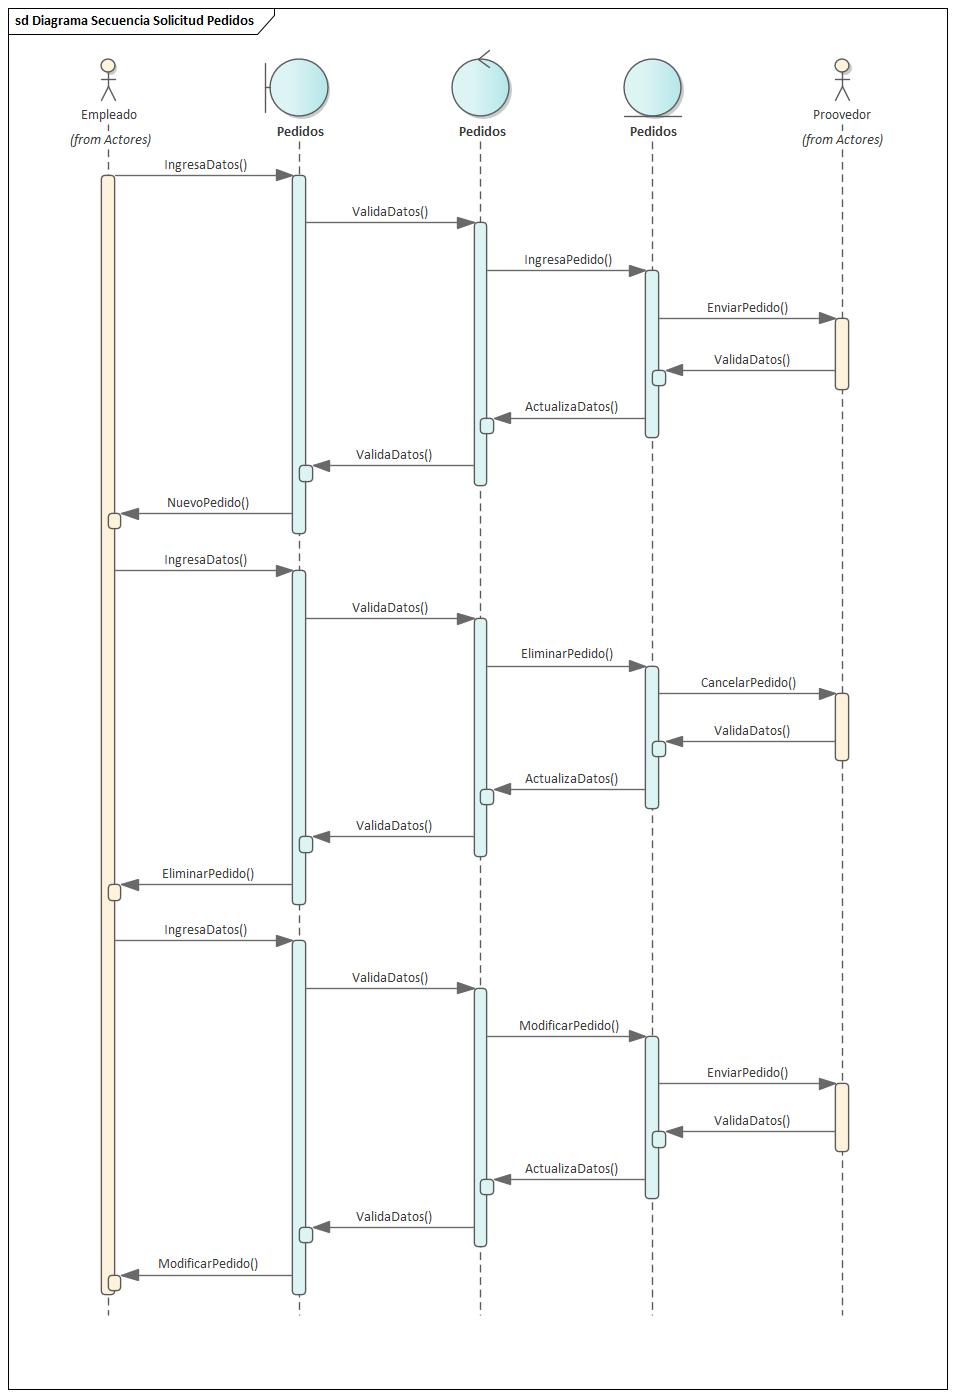 sd Diagrama Secuencia Solicitud Pedidos
Empleado
(from Actores)
Pedidos
Pedidos
Pedidos
Proovedor
(from Actores)
IngresaDatos()
ValidaDatos()
IngresaPedido()
EnviarPedido()
ValidaDatos()
ActualizaDatos()
ValidaDatos()
NuevoPedido()
IngresaDatos()
ValidaDatos()
EliminarPedido()
CancelarPedido()
ValidaDatos()
ActualizaDatos()
ValidaDatos()
EliminarPedido()
IngresaDatos()
ValidaDatos()
ModificarPedido()
EnviarPedido()
ValidaDatos()
ActualizaDatos()
ValidaDatos()
ModificarPedido()